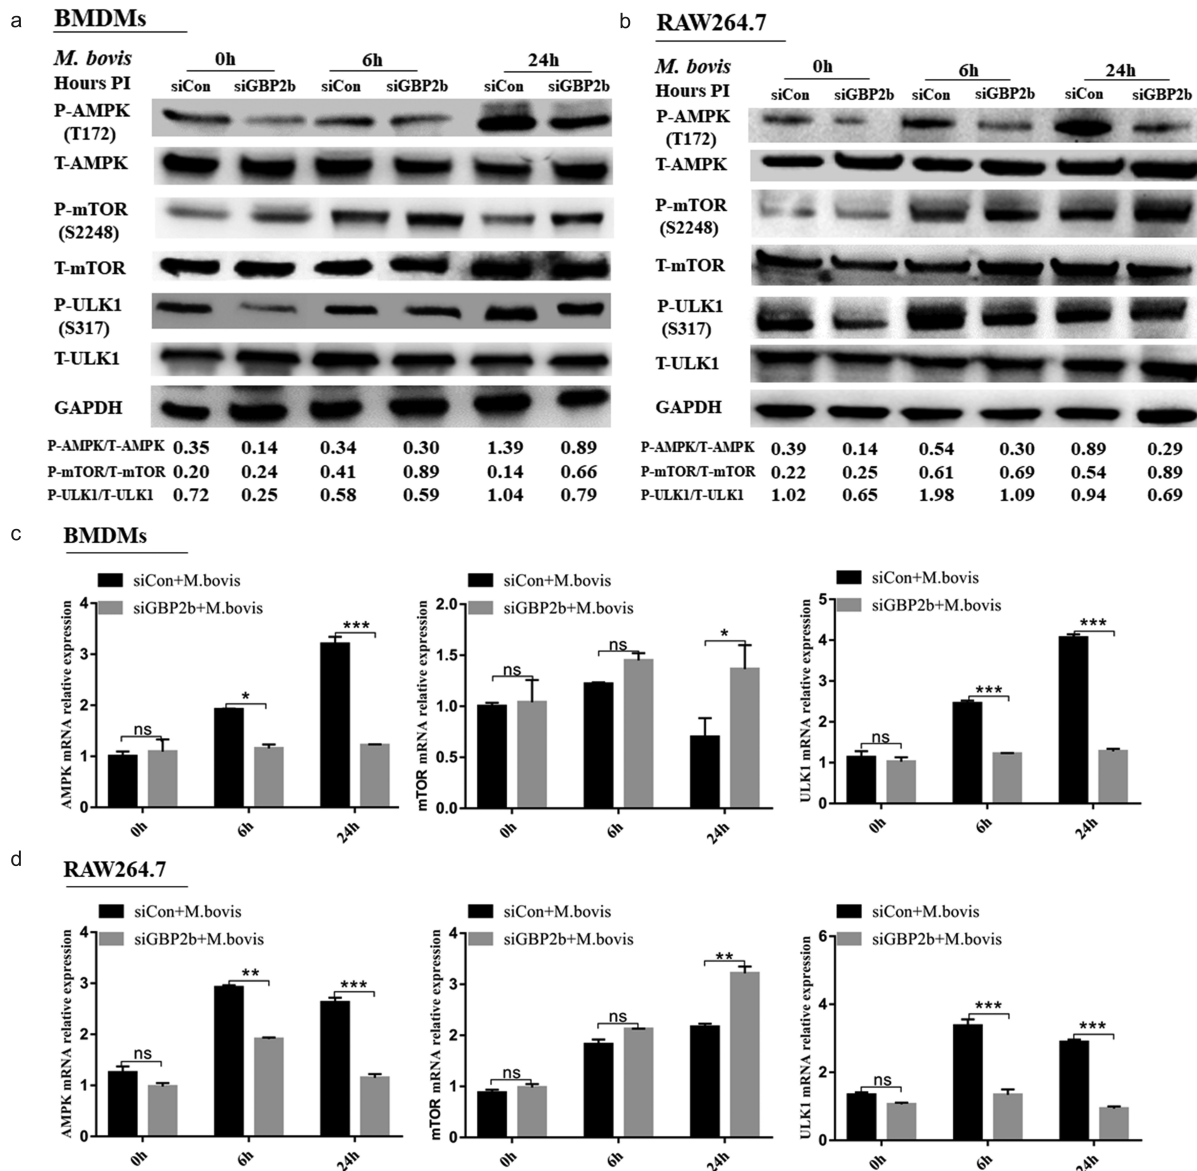 a
BMDMs
M. bovis
0h
6h
24h
Hours PI
siCon
siGBP2b
siCon
siGBP2b
siCon
siGBP2b
P-AMPK
(T172)
T-AMPK
P-mTOR
(S2248)
T-mTOR
P-ULK1
(S317)
T-ULK1
GAPDH
P-AMPK/T-AMPK 0.35 0.14 0.34 0.30 1.39 0.89
P-mTOR/T-mTOR 0.20 0.24 0.41 0.89 0.14 0.66
P-ULK1/T-ULK1 0.72 0.25 0.58 0.59 1.04 0.79
b
RAW264.7
M. bovis
0h
6h
24h
Hours PI
siCon
siGBP2b
siCon
siGBP2b
siCon
siGBP2b
P-AMPK
(T172)
T-AMPK
P-mTOR
(S2248)
T-mTOR
P-ULK1
(S317)
T-ULK1
GAPDH
P-AMPK/T-AMPK 0.39 0.14 0.54 0.30 0.89 0.29
P-mTOR/T-mTOR 0.22 0.25 0.61 0.69 0.54 0.89
P-ULK1/T-ULK1 1.02 0.65 1.98 1.09 0.94 0.69
c
BMDMs
siCon+M.bovis
siGBP2b+M.bovis
AMPK mRNA relative expression
4
3
2
1
0
ns
*
***
0h
6h
24h
siCon+M.bovis
siGBP2b+M.bovis
mTOR mRNA relative expression
2.0
1.5
1.0
0.5
0.0
ns
ns
*
0h
6h
24h
siCon+M.bovis
siGBP2b+M.bovis
ULK1 mRNA relative expression
5
4
3
2
1
0
ns
***
***
0h
6h
24h
d
RAW264.7
siCon+M.bovis
siGBP2b+M.bovis
AMPK mRNA relative expression
4
3
2
1
0
ns
**
***
0h
6h
24h
siCon+M.bovis
siGBP2b+M.bovis
mTOR mRNA relative expression
4
3
2
1
0
ns
ns
**
0h
6h
24h
siCon+M.bovis
siGBP2b+M.bovis
ULK1 mRNA relative expression
6
4
2
0
ns
***
***
0h
6h
24h